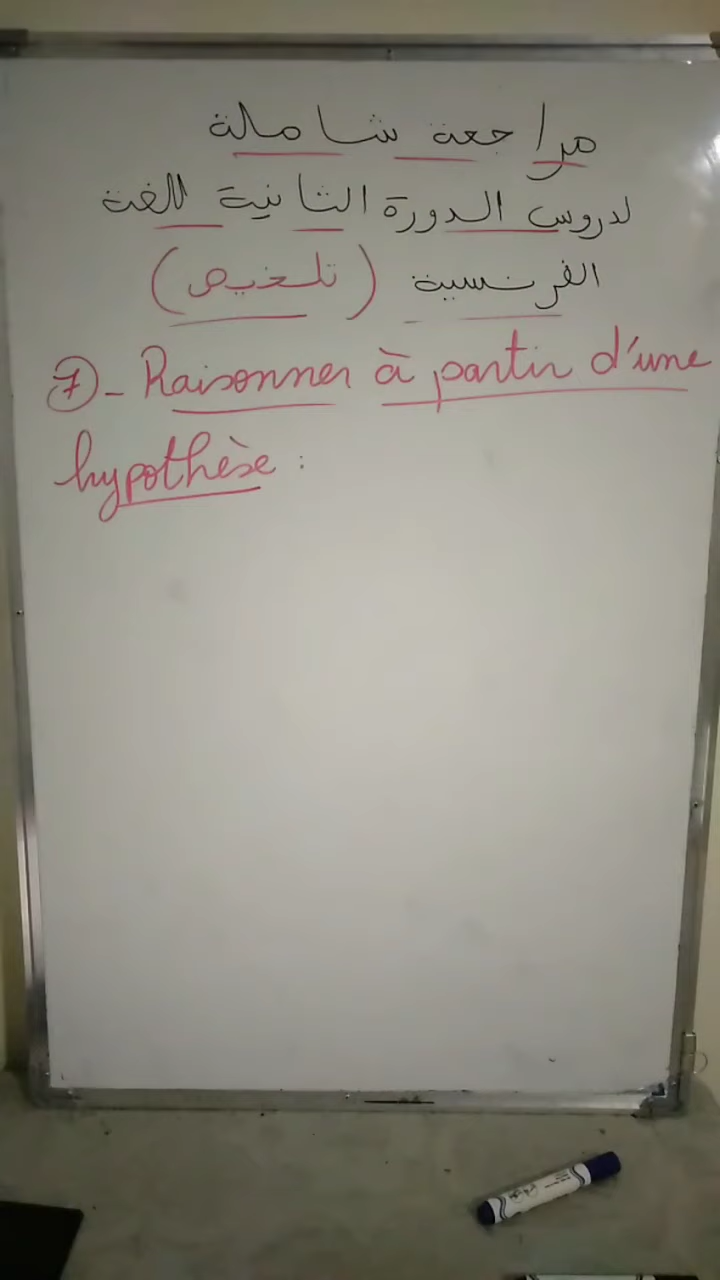 مراجعة شاملة
لدروس الدورة الثانية للغة
الفرنسية (تلخيص)
7 - Raisonner à partir d'une
hypothèse :